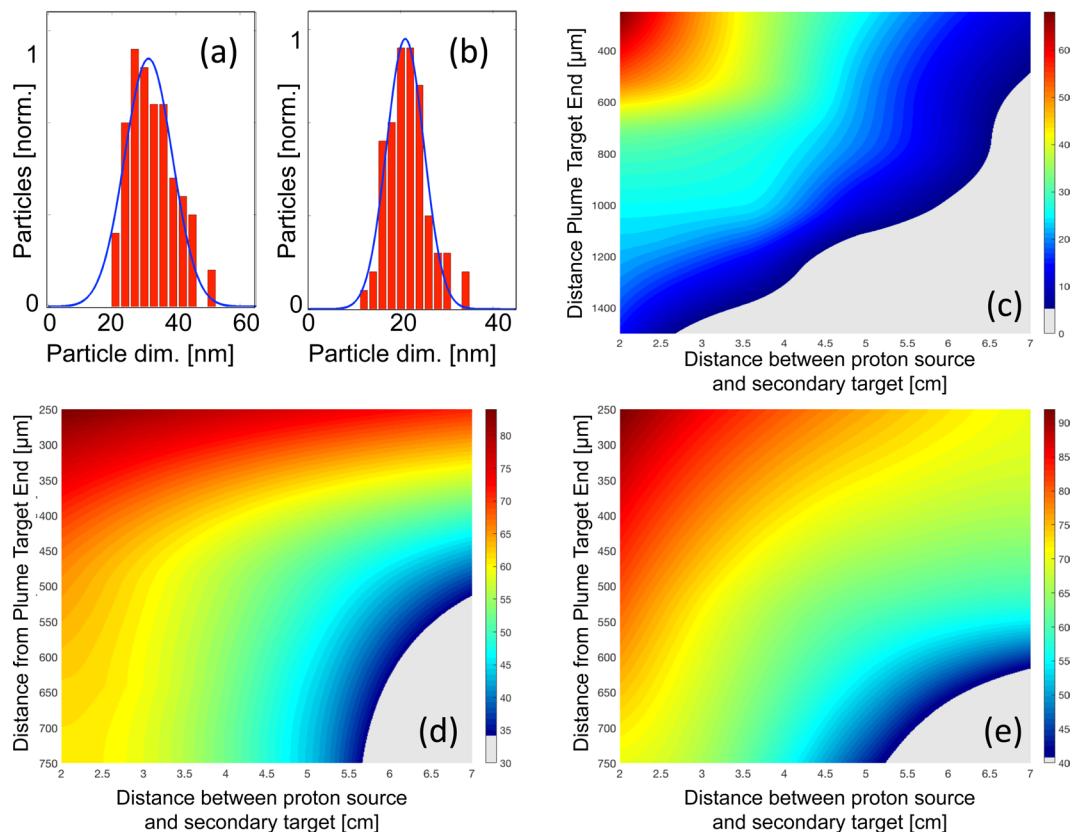 (a)
1
0
Particles [norm.]
0 20 40 60
Particle dim. [nm]
(b)
1
0
Particles [norm.]
0 20 40
Particle dim. [nm]
(c)
Distance Plume Target End [µm]
400
600
800
1000
1200
1400
2 2.5 3 3.5 4 4.5 5 5.5 6 6.5 7
Distance between proton source
and secondary target [cm]
60
50
40
30
20
10
0
(d)
Distance from Plume Target End [µm]
250
300
350
400
450
500
550
600
650
700
750
2 2.5 3 3.5 4 4.5 5 5.5 6 6.5 7
Distance between proton source
and secondary target [cm]
80
75
70
65
60
55
50
45
40
35
30
(e)
Distance from Plume Target End [µm]
250
300
350
400
450
500
550
600
650
700
750
2 2.5 3 3.5 4 4.5 5 5.5 6 6.5 7
Distance between proton source
and secondary target [cm]
90
85
80
75
70
65
60
55
50
45
40